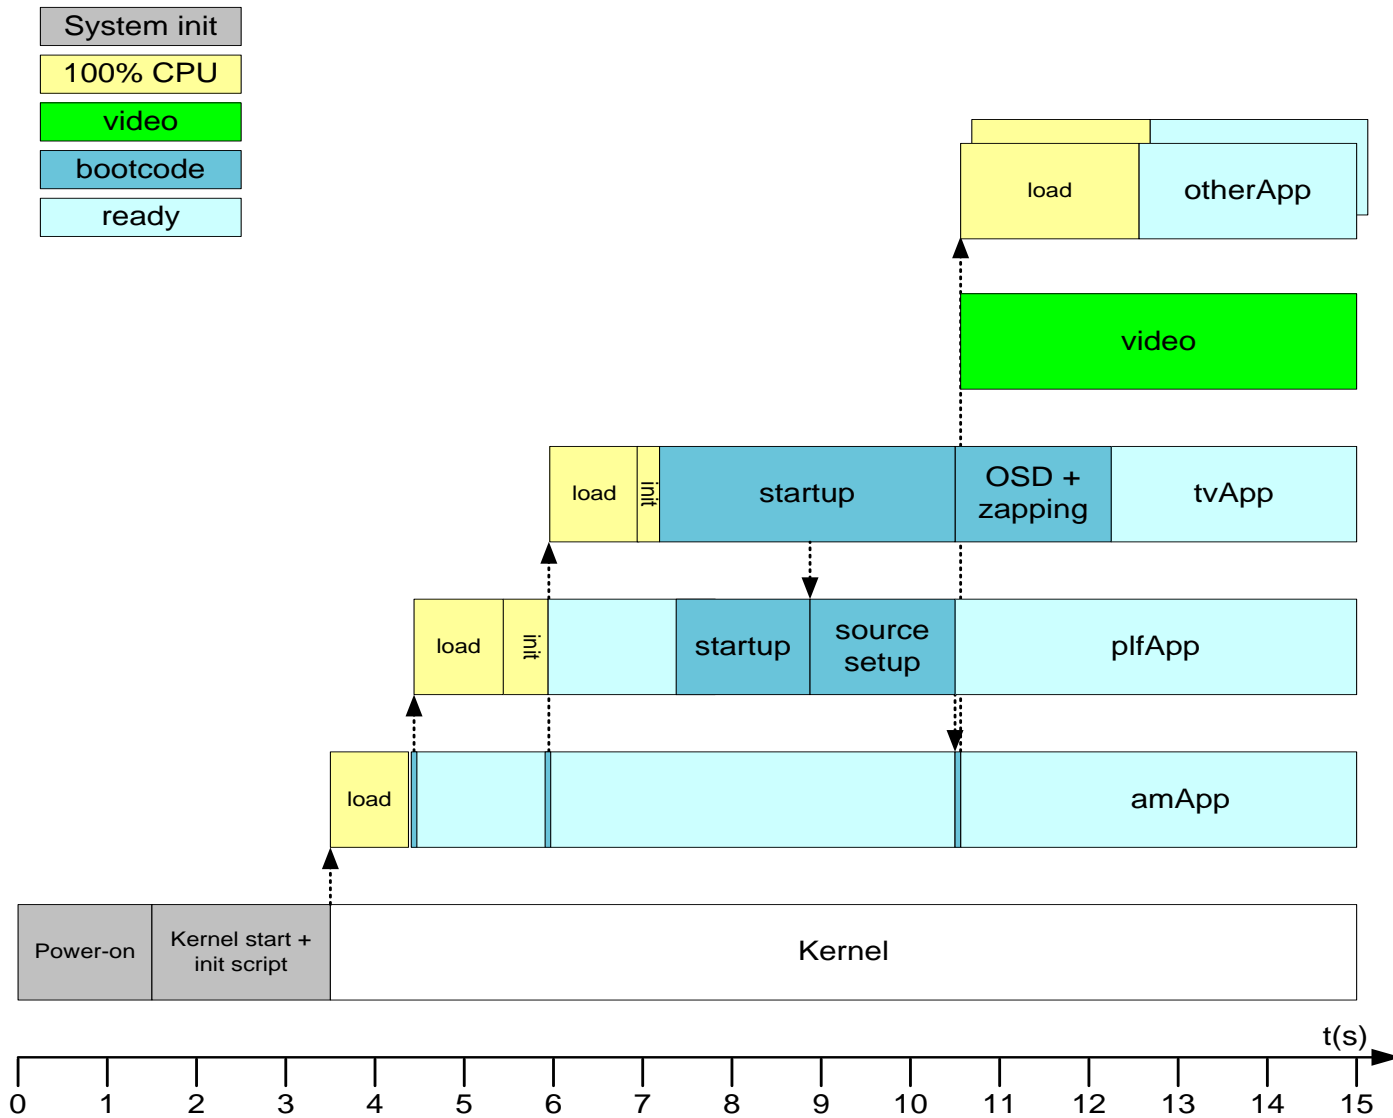 System init
100% CPU
video
bootcode
ready
load
otherApp
video
load
init
startup
OSD +
zapping
tvApp
load
init
startup
source
setup
plfApp
load
amApp
Power-on
Kernel start +
init script
Kernel
t(s)
0 1 2 3 4 5 6 7 8 9 10 11 12 13 14 15